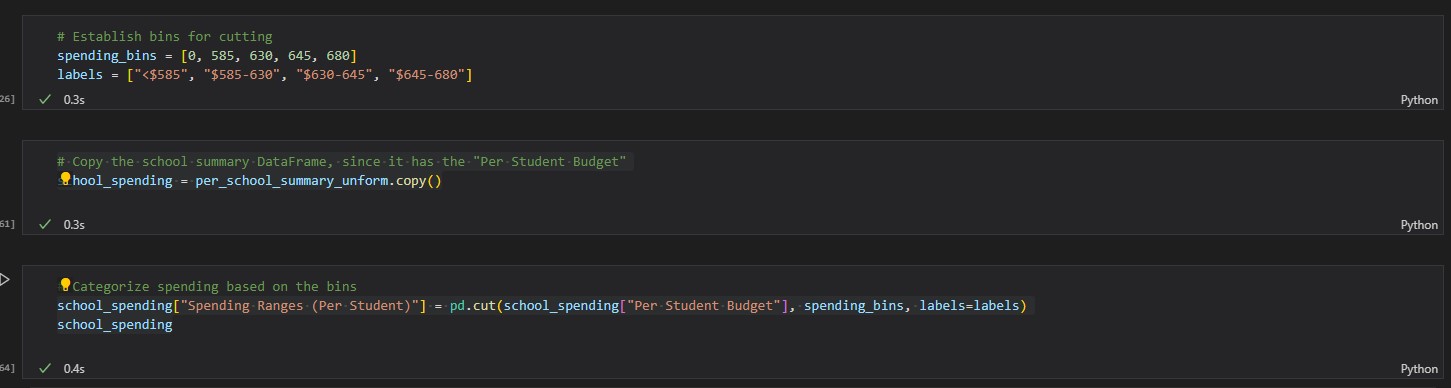 # Establish bins for cutting
spending_bins = [0, 585, 630, 645, 680]
labels = ["<$585", "$585-630", "$630-645", "$645-680"]
26]
0.3s
Python
# Copy the school summary DataFrame, since it has the "Per Student Budget"
hool_spending = per_school_summary_unform.copy()
61]
0.3s
Python
Categorize spending based on the bins
school_spending["Spending Ranges (Per Student)"] = pd.cut(school_spending["Per Student Budget"], spending_bins, labels=labels)
school_spending
64]
0.4s
Python